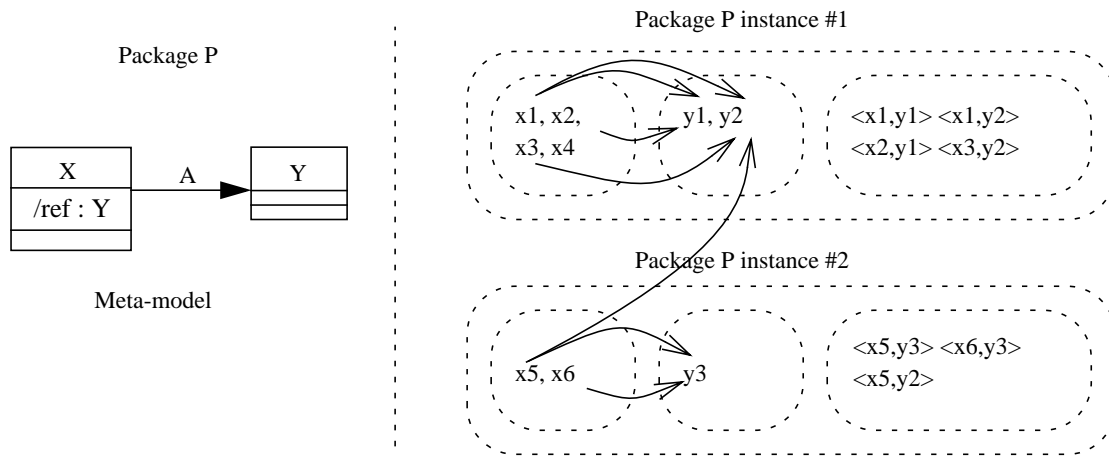 Package P instance #1
Package P
x1, x2,
x3, x4
y1, y2
<x1,y1> <x1,y2>
<x2,y1> <x3,y2>
X
/ref : Y
A
Y
Meta-model
Package P instance #2
x5, x6
y3
<x5,y3> <x6,y3>
<x5,y2>